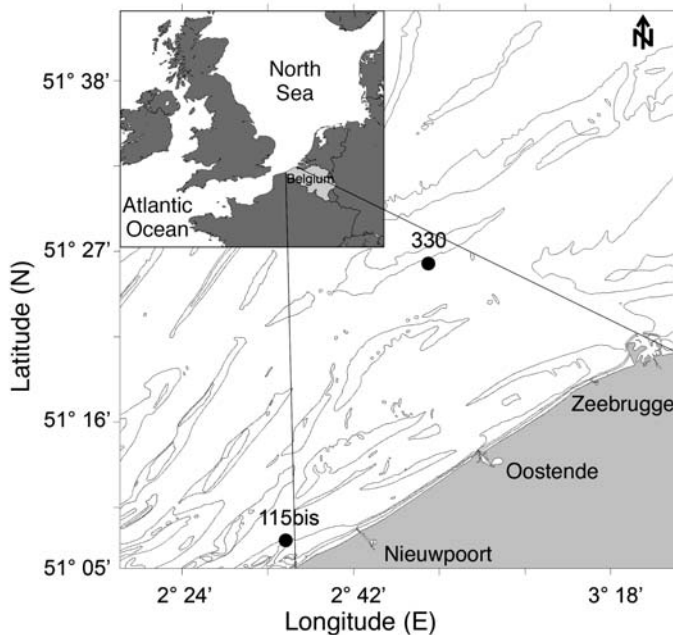 N
51° 38'
North
Sea
Belgium
Atlantic
Ocean
51° 27'
330
Latitude (N)
Zeebrugge
51° 16'
Oostende
115bis
Nieuwpoort
51° 05'
2° 24'
2° 42'
3° 18'
Longitude (E)